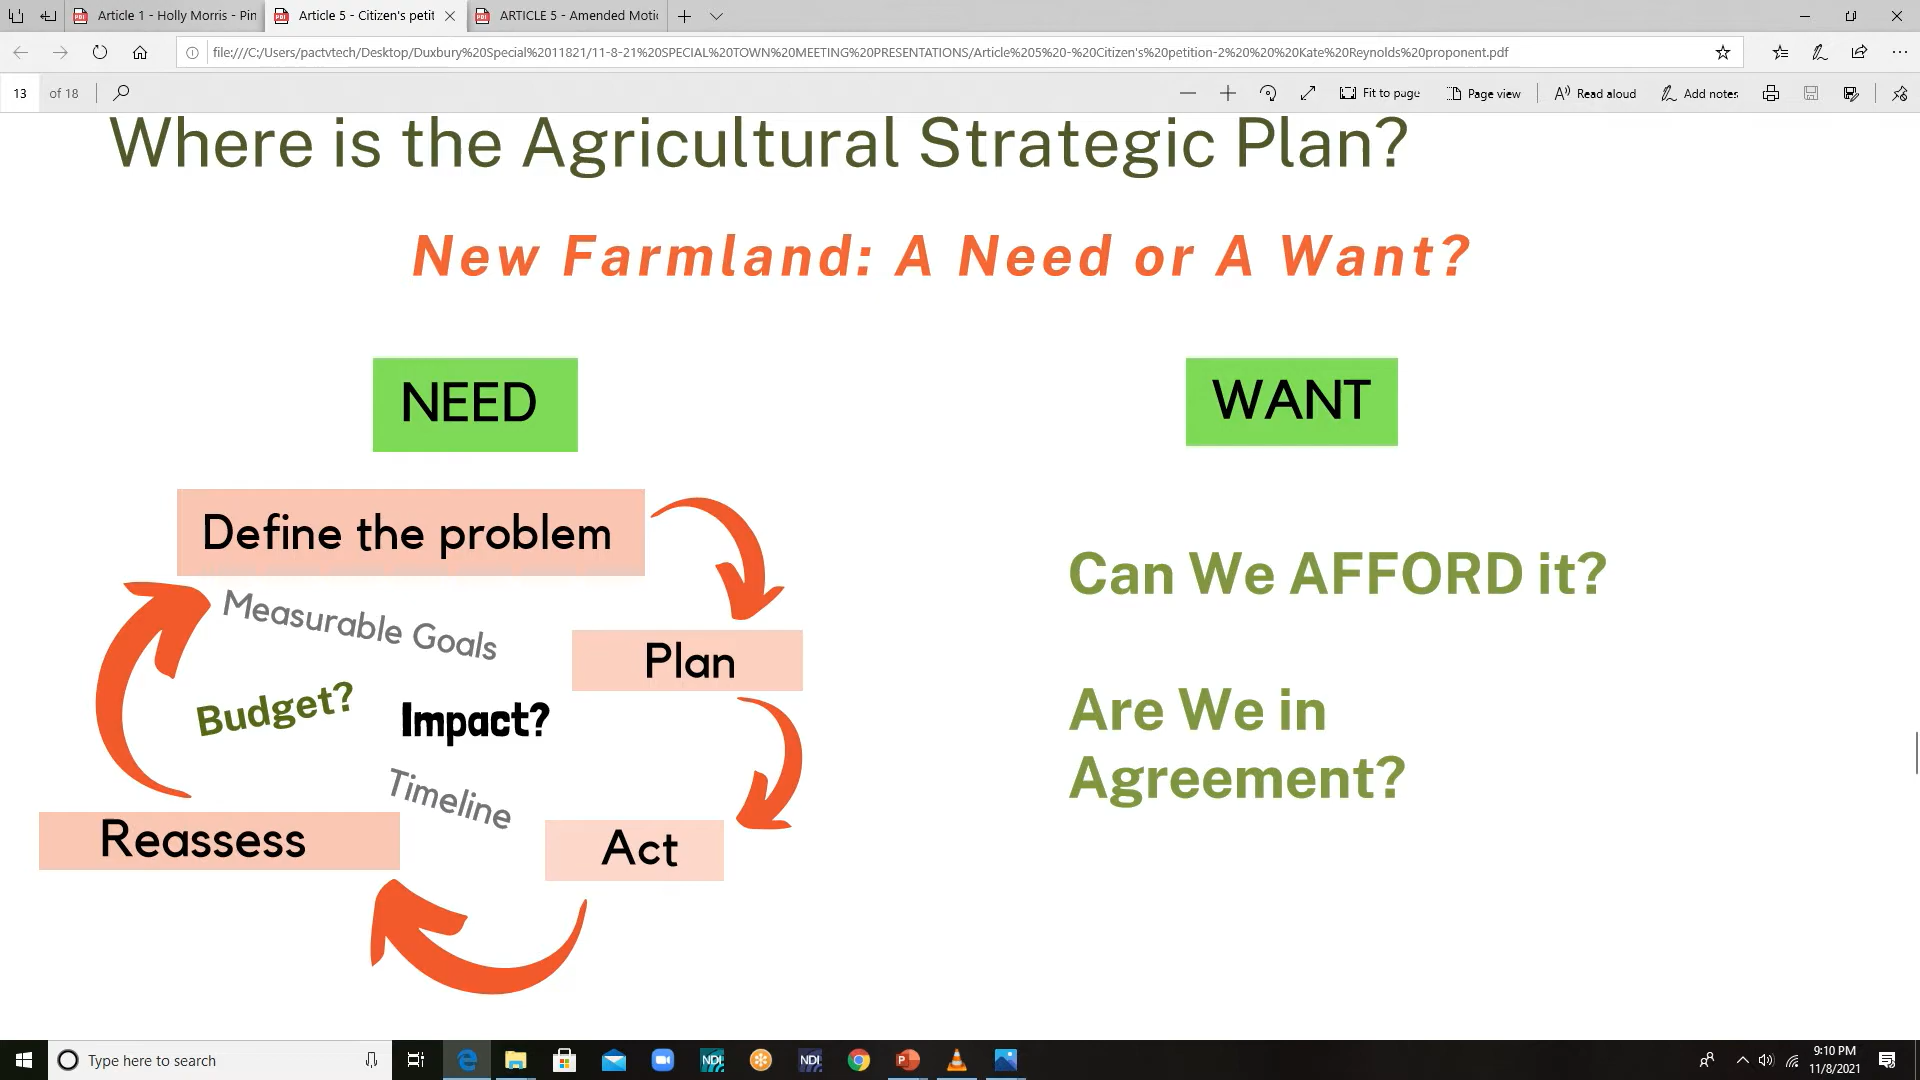 Article 1 - Holly Morris - Pin
Article 5 - Citizen's petit
ARTICLE 5 - Amended Motio
file:///C:/Users/pactvtech/Desktop/Duxbury%20Special%2011821/11-8-21%20SPECIAL%20TOWN%20MEETING%20PRESENTATIONS/Article%205%20-%20Citizen's%20petition-2%20%20%20Kate%20Reynolds%20proponent.pdf
13 of 18
Fit to page
Page view
Read aloud
Add notes
Where is the Agricultural Strategic Plan?
New Farmland: A Need or A Want?
NEED
WANT
Define the problem
Measurable Goals
Plan
Budget?
Impact?
Timeline
Reassess
Act
Can We AFFORD it?
Are We in
Agreement?
Type here to search
NDI
NDI
9:10 PM
11/8/2021